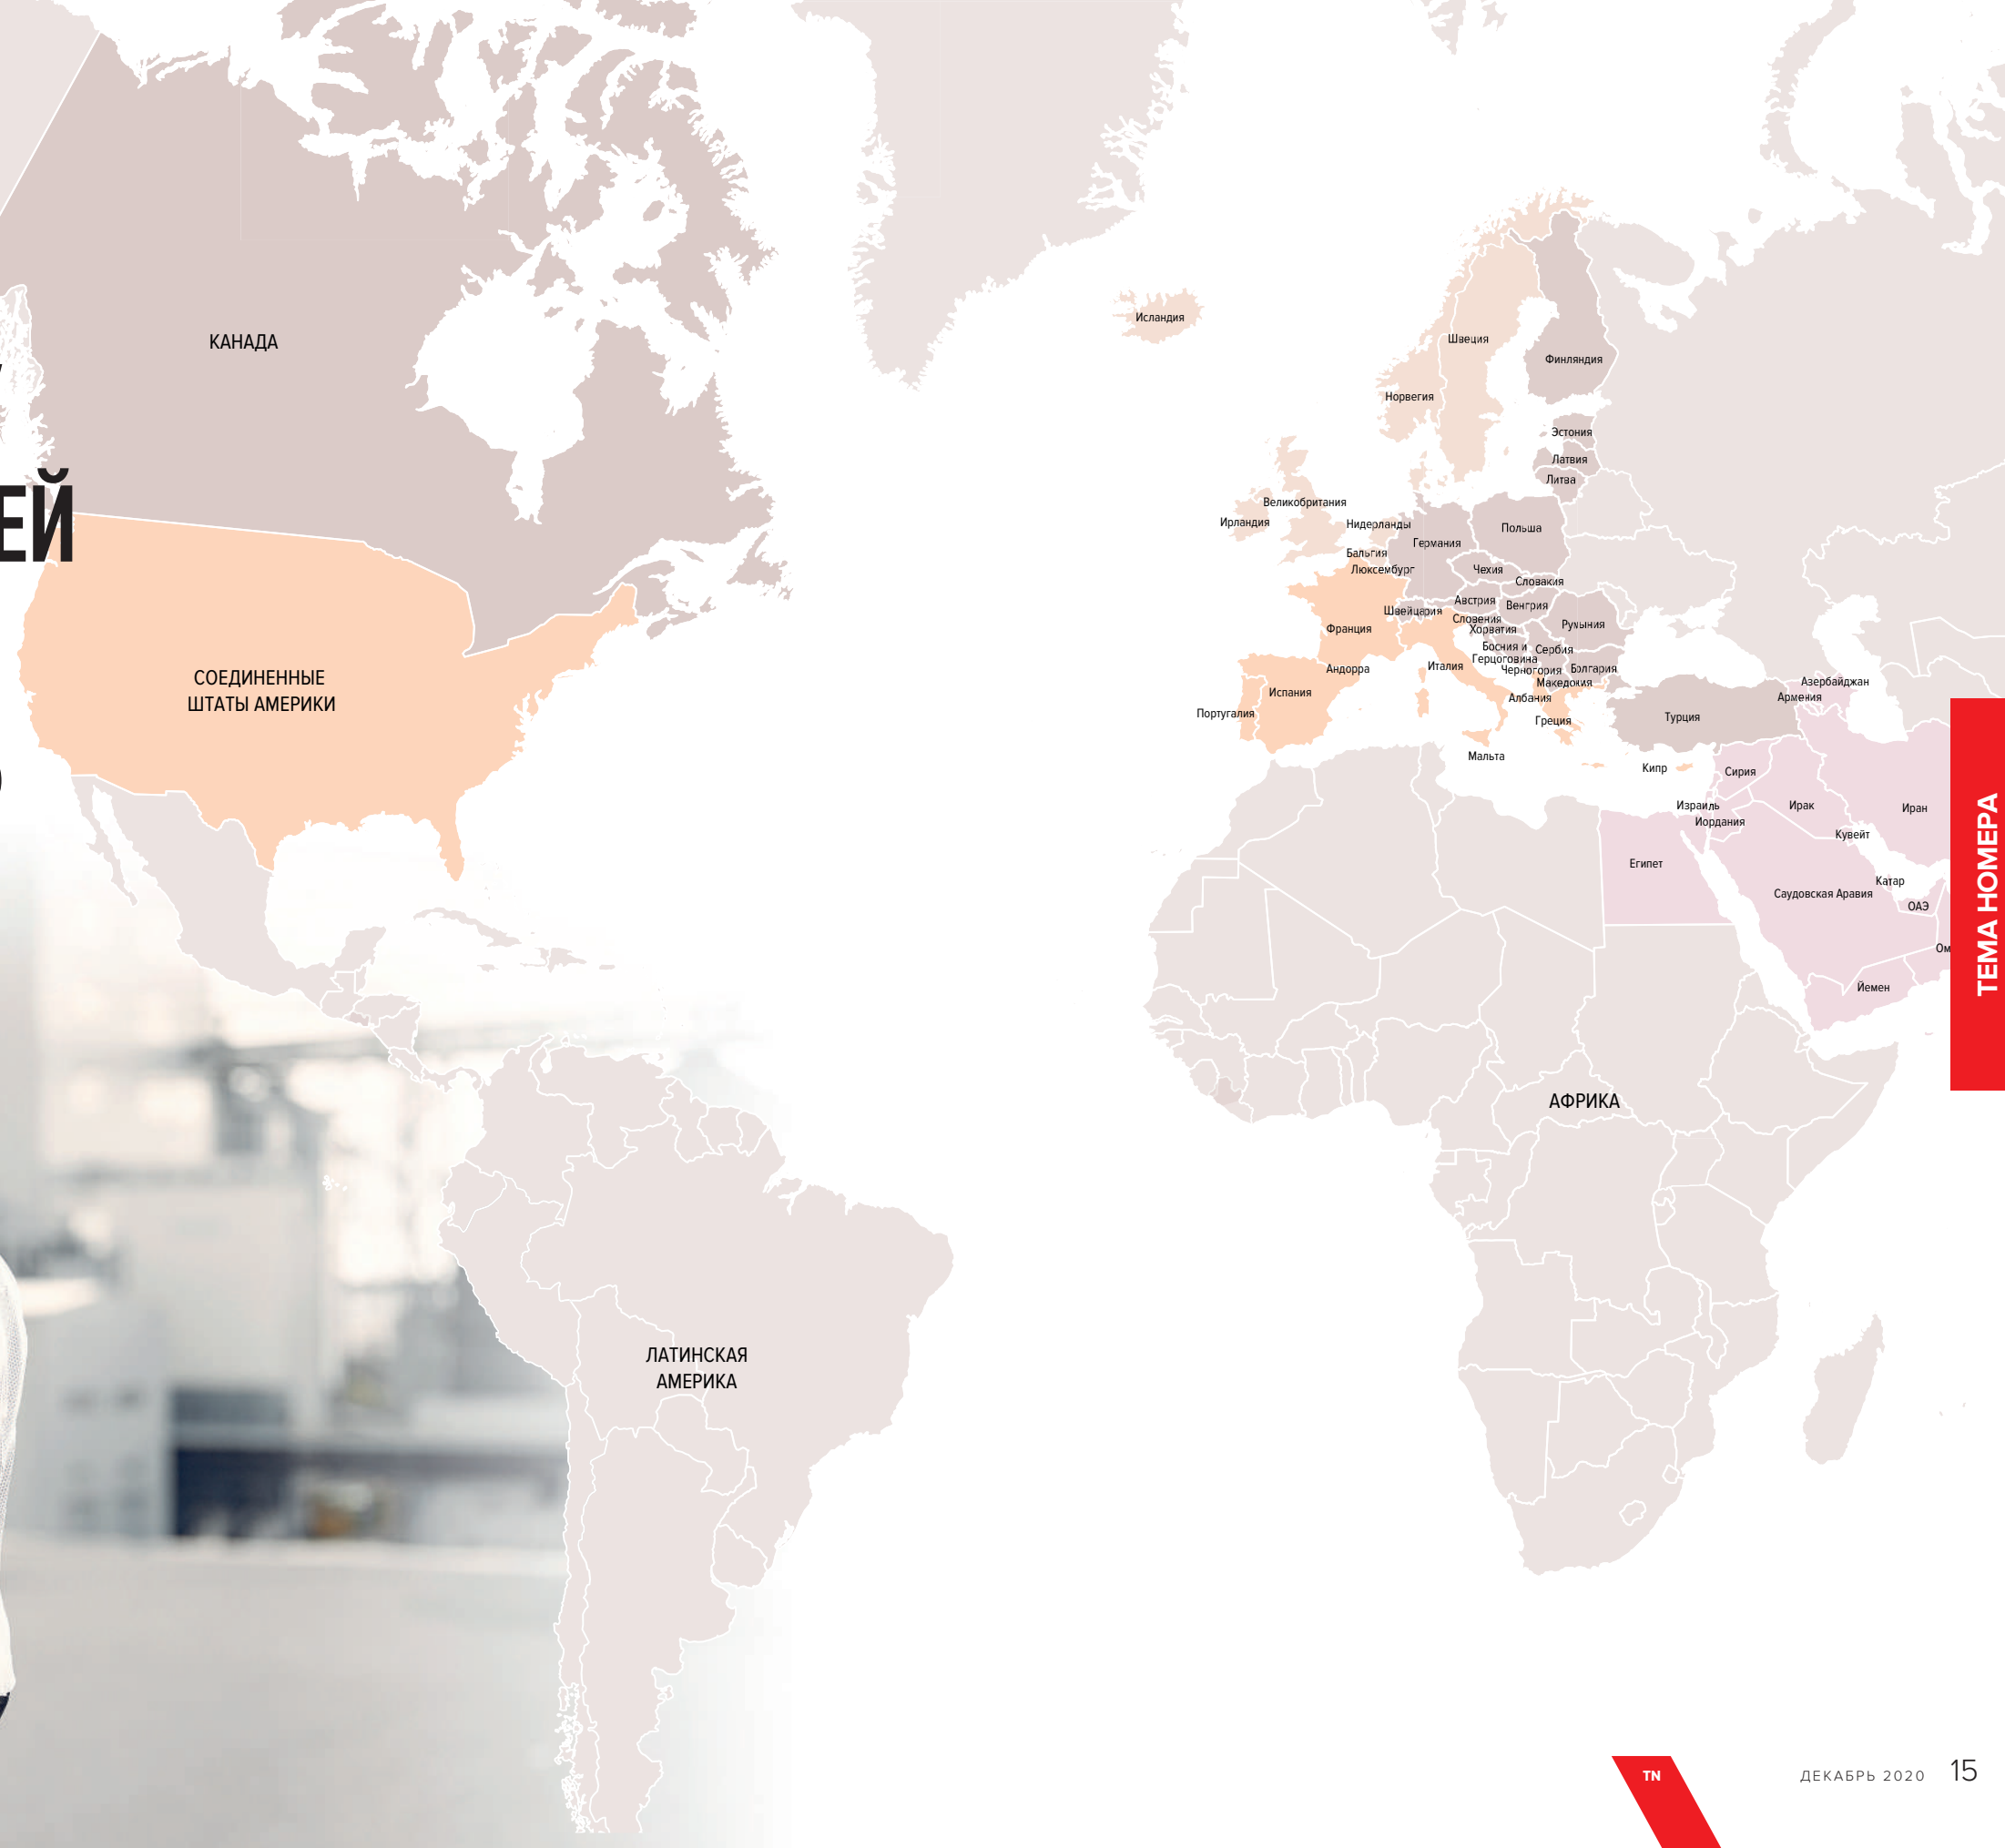 КАНАДА
ЕЙ
СОЕДИНЕННЫЕ
ШТАТЫ АМЕРИКИ
ЛАТИНСКАЯ
АМЕРИКА
Исландия
Швеция
Финляндия
Норвегия
Эстония
Латвия
Литва
Великобритания
Ирландия
Нидерланды
Польша
Германия
Бальгия
Люксембург
Чехия
Словакия
Австрия
Венгрия
Швейцария
Словения
Хорватия
Румыния
Франция
Босния и
Герцоговина
Сербия
Черногория
Болгария
Андорра
Италия
Македония
Испания
Албания
Португалия
Греция
Турция
Азербайджан
Армения
Мальта
Кипр
Сирия
Израиль
Ирак
Иран
Иордания
Кувейт
Египет
Катар
Саудовская Аравия
ОАЭ
Ом
Йемен
АФРИКА
ТЕМА НОМЕРА
TN
ДЕКАБРЬ 2020 15